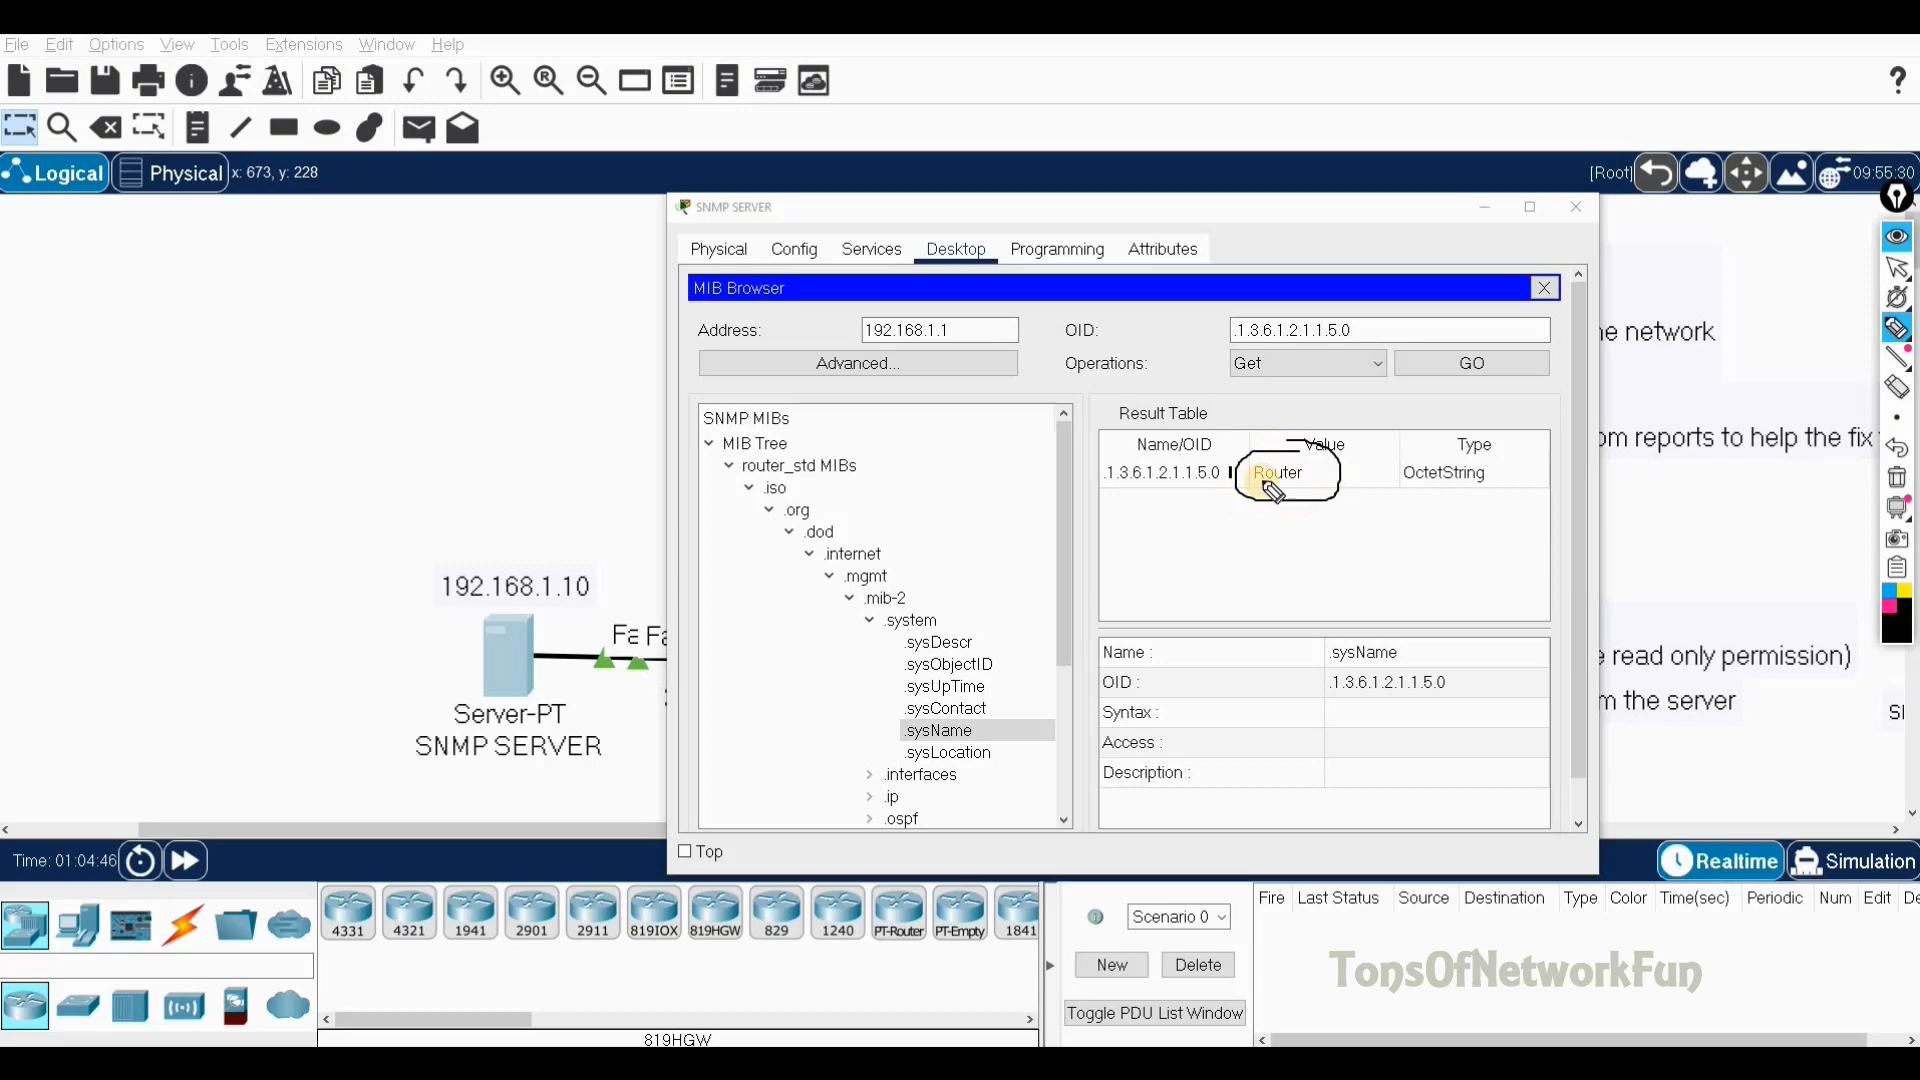 File Edit Options View Tools Extensions Window Help
Logical Physical x: 673, y: 228 [Root] 09:55:30
SNMP SERVER
Physical Config Services Desktop Programming Attributes
MIB Browser
Address: 192.168.1.1 OID: .1.3.6.1.2.1.1.5.0
Advanced... Operations: Get GO
SNMP MIBs
MIB Tree
router_std MIBs
.iso
.org
.dod
.internet
.mgmt
.mib-2
.system
.sysDescr
.sysObjectID
.sysUpTime
.sysContact
.sysName
.sysLocation
.interfaces
.ip
.ospf
Result Table
Name/OID Value Type
.1.3.6.1.2.1.1.5.0 Router OctetString
Name : .sysName
OID : .1.3.6.1.2.1.1.5.0
Syntax :
Access :
Description :
Top
network
reports to help the fix
read only permission)
the server
192.168.1.10
Fa Fa
Server-PT
SNMP SERVER
Time: 01:04:46 Realtime Simulation
4331 4321 1941 2901 2911 819IOX 819HGW 829 1240 PT-Router PT-Empty 1841
819HGW
Scenario 0
New Delete
Toggle PDU List Window
Fire Last Status Source Destination Type Color Time(sec) Periodic Num Edit
TonsOfNetworkFun